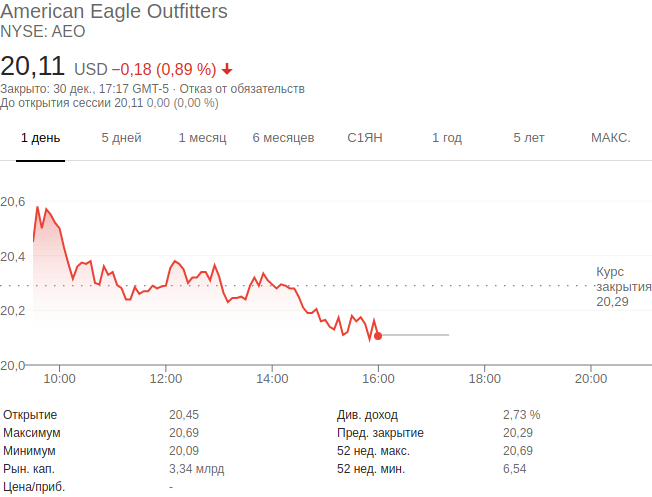 American Eagle Outfitters
NYSE: AEO
20,11 USD −0,18 (0,89 %)
Закрыто: 30 дек., 17:17 GMT-5 · Отказ от обязательств
До открытия сессии 20,11 0,00 (0,00 %)
1 день 5 дней 1 месяц 6 месяцев С1ЯН 1 год 5 лет МАКС.
20,6
20,4
Курс
закрытия
20,29
20,2
20,0
10:00 12:00 14:00 16:00 18:00 20:00
Открытие 20,45 Див. доход 2,73 %
Максимум 20,69 Пред. закрытие 20,29
Минимум 20,09 52 нед. макс. 20,69
Рын. кап. 3,34 млрд 52 нед. мин. 6,54
Цена/приб. -